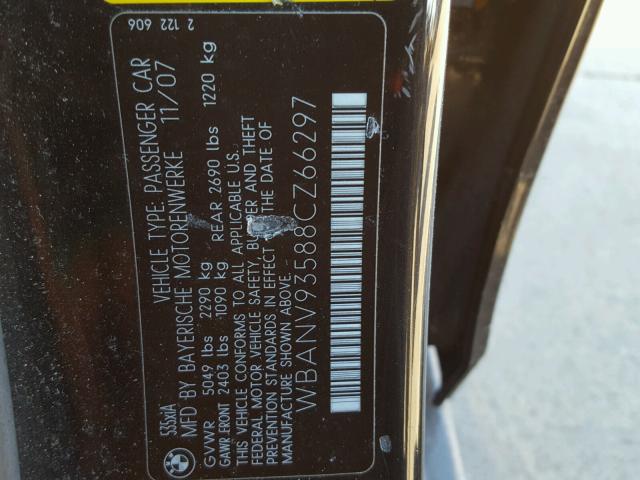 535xiA VEHICLE TYPE: PASSENGER CAR
MFD BY BAYERISCHE MOTORENWERKE 11/07
GVWR 5049 lbs 2290 kg
GAWR FRONT 2403 lbs 1090 kg REAR 2690 lbs 1220 kg
THIS VEHICLE CONFORMS TO ALL APPLICABLE U.S.
FEDERAL MOTOR VEHICLE SAFETY, BUMPER AND THEFT
PREVENTION STANDARDS IN EFFECT ON THE DATE OF
MANUFACTURE SHOWN ABOVE.
WBANV93588CZ66297
2 122 606